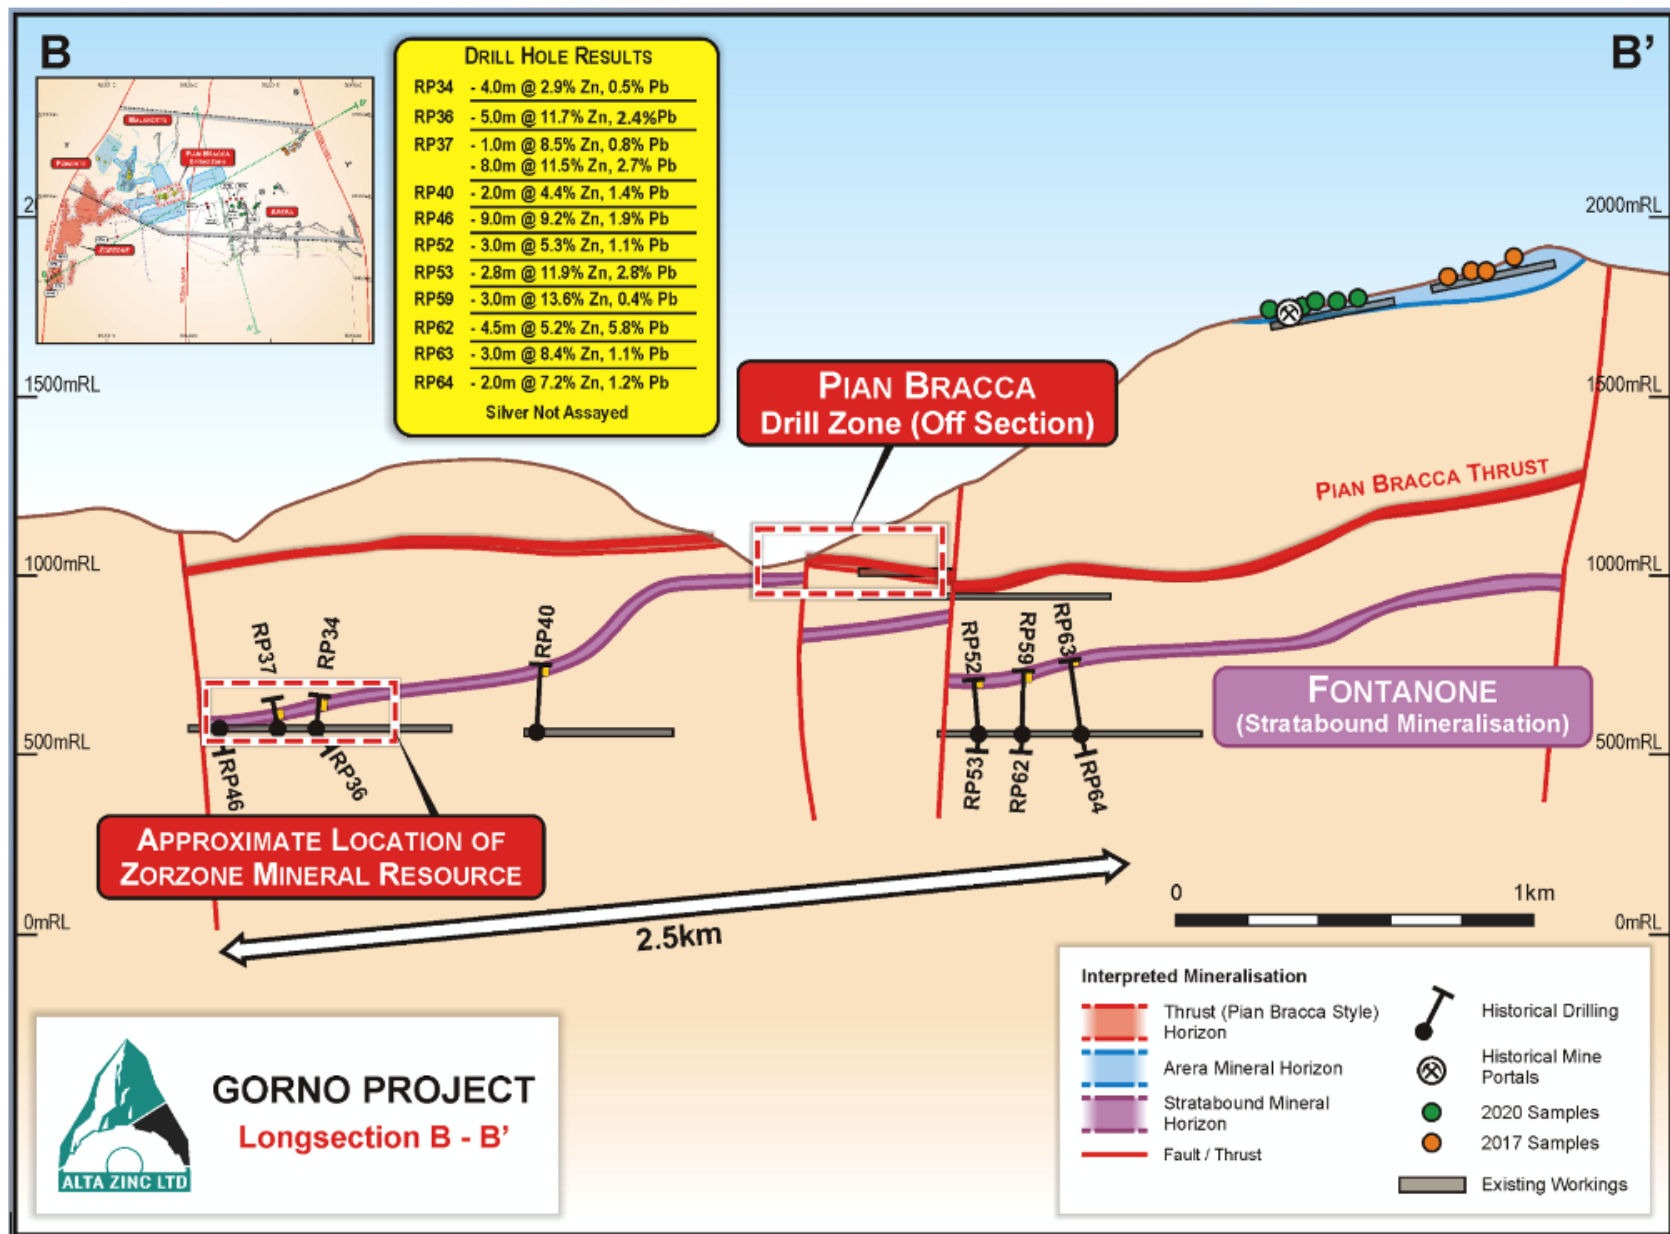 B
B’
DRILL HOLE RESULTS
RP34 - 4.0m @ 2.9% Zn, 0.5% Pb
RP36 - 5.0m @ 11.7% Zn, 2.4%Pb
RP37 - 1.0m @ 8.5% Zn, 0.8% Pb
- 8.0m @ 11.5% Zn, 2.7% Pb
RP40 - 2.0m @ 4.4% Zn, 1.4% Pb
RP46 - 9.0m @ 9.2% Zn, 1.9% Pb
RP52 - 3.0m @ 5.3% Zn, 1.1% Pb
RP53 - 2.8m @ 11.9% Zn, 2.8% Pb
RP59 - 3.0m @ 13.6% Zn, 0.4% Pb
RP62 - 4.5m @ 5.2% Zn, 5.8% Pb
RP63 - 3.0m @ 8.4% Zn, 1.1% Pb
RP64 - 2.0m @ 7.2% Zn, 1.2% Pb
Silver Not Assayed
PIAN BRACCA
ARERA
ZORZONE
2
2000mRL
1500mRL
1500mRL
PIAN BRACCA
Drill Zone (Off Section)
PIAN BRACCA THRUST
1000mRL
1000mRL
RP37
RP34
RP40
RP52
RP59
RP63
FONTANONE
(Stratabound Mineralisation)
500mRL
500mRL
RP46
RP36
RP53
RP62
RP64
APPROXIMATE LOCATION OF
ZORZONE MINERAL RESOURCE
2.5km
0
1km
0mRL
0mRL
GORNO PROJECT
Longsection B - B’
ALTA ZINC LTD
Interpreted Mineralisation
Thrust (Pian Bracca Style)
Horizon
Arera Mineral Horizon
Stratabound Mineral
Horizon
Fault / Thrust
Historical Drilling
Historical Mine
Portals
2020 Samples
2017 Samples
Existing Workings